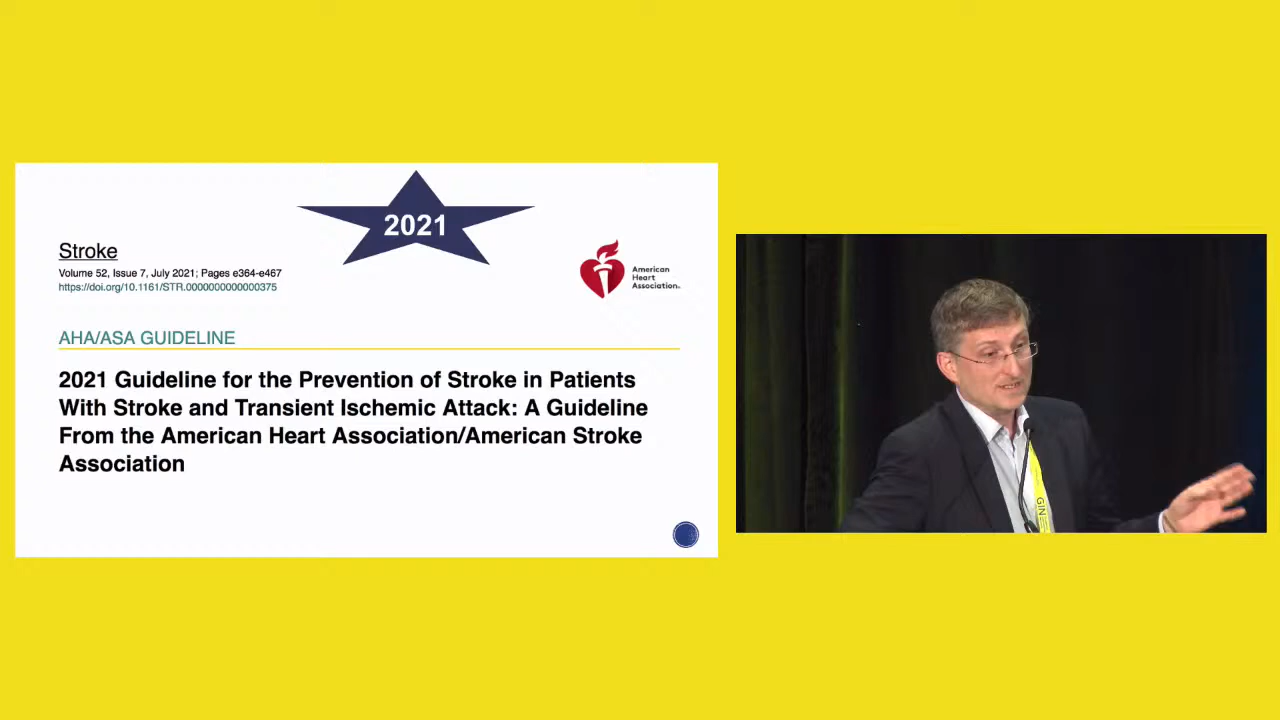 2021
Stroke
Volume 52, Issue 7, July 2021; Pages e364-e467
https://doi.org/10.1161/STR.0000000000000375
American
Heart
Association.
AHA/ASA GUIDELINE
2021 Guideline for the Prevention of Stroke in Patients
With Stroke and Transient Ischemic Attack: A Guideline
From the American Heart Association/American Stroke
Association
GIN